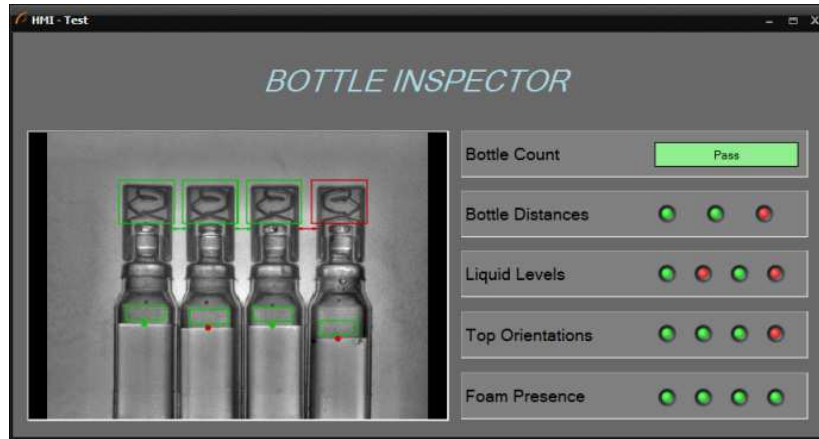 HMI - Test
BOTTLE INSPECTOR
Bottle Count
Pass
Bottle Distances
Liquid Levels
Top Orientations
Foam Presence